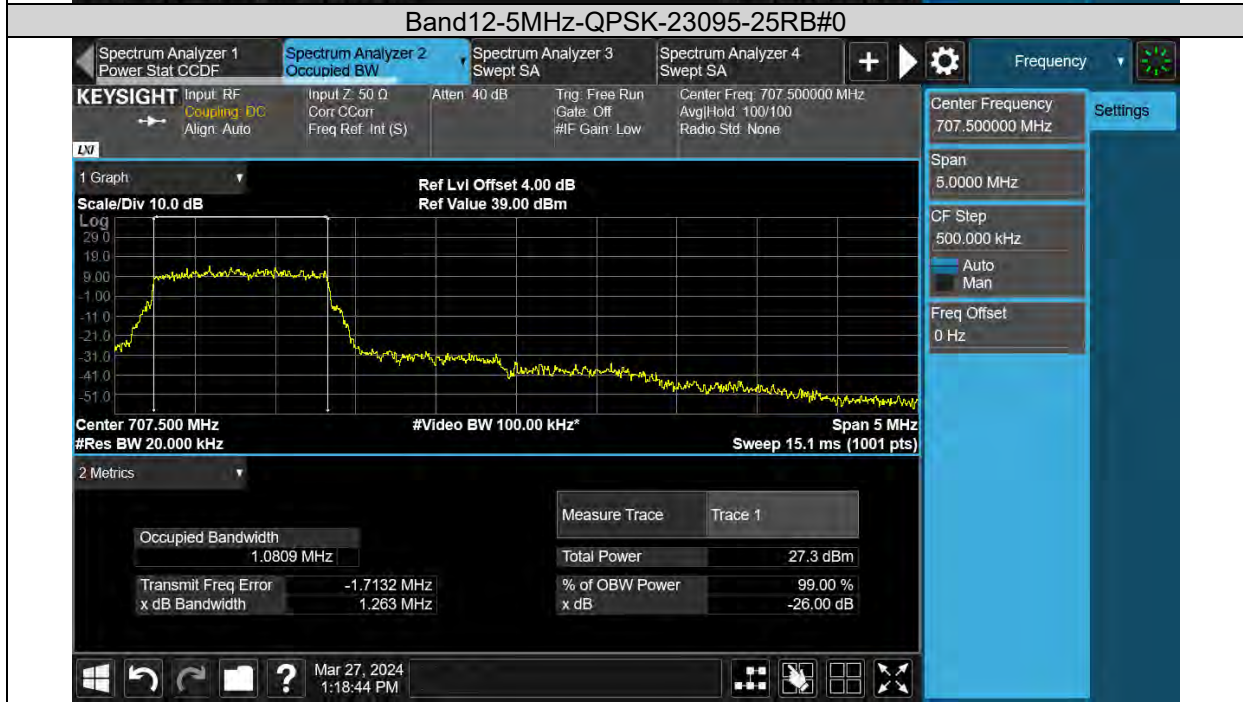 Band12-5MHz-QPSK-23095-25RB#0
Spectrum Analyzer 1
Power Stat CCDF
Spectrum Analyzer 2
Occupied BW
Spectrum Analyzer 3
Swept SA
Spectrum Analyzer 4
Swept SA
+
Frequency
KEYSIGHT
LXI
Input: RF
Coupling: DC
Align: Auto
Input Z: 50 Ω
Corr CCorr
Freq Ref: Int (S)
Atten: 40 dB
Trig: Free Run
Gate: Off
#IF Gain: Low
Center Freq: 707.500000 MHz
Avg|Hold: 100/100
Radio Std: None
Center Frequency
707.500000 MHz
Settings
Span
5.0000 MHz
CF Step
500.000 kHz
Auto
Man
Freq Offset
0 Hz
1 Graph
Scale/Div 10.0 dB
Ref Lvl Offset 4.00 dB
Ref Value 39.00 dBm
Log
29.0
19.0
9.00
-1.00
-11.0
-21.0
-31.0
-41.0
-51.0
Center 707.500 MHz
#Video BW 100.00 kHz*
Span 5 MHz
#Res BW 20.000 kHz
Sweep 15.1 ms (1001 pts)
2 Metrics
Measure Trace
Trace 1
Occupied Bandwidth
1.0809 MHz
Total Power
27.3 dBm
Transmit Freq Error
-1.7132 MHz
% of OBW Power
99.00 %
x dB Bandwidth
1.263 MHz
x dB
-26.00 dB
?
Mar 27, 2024
1:18:44 PM